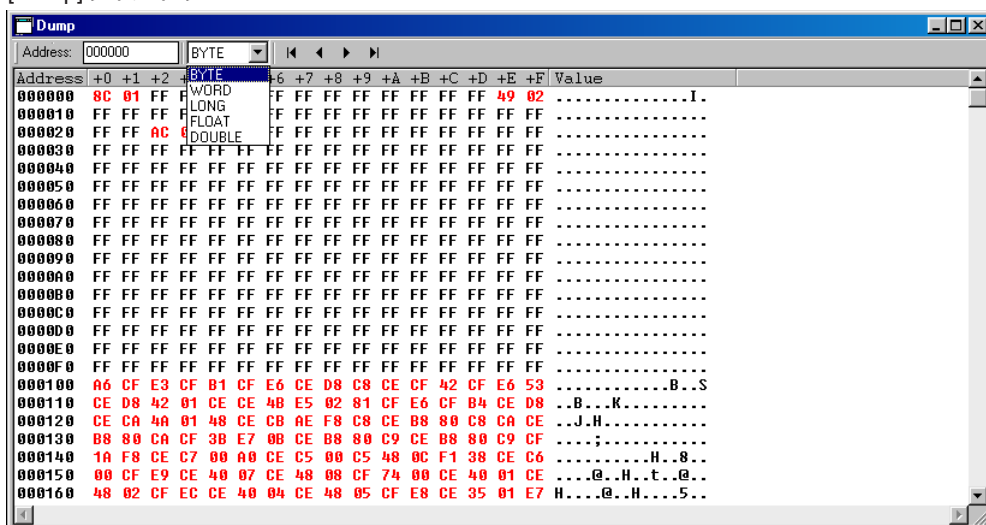 Dump
Address: 000000 BYTE
Address +0 +1 +2 +6 +7 +8 +9 +A +B +C +D +E +F Value
BYTE
WORD
LONG
FLOAT
DOUBLE
000000 8C 01 FF FF FF FF FF FF FF FF FF 49 02 ..............I.
000010 FF FF FF FF FF FF FF FF FF FF FF FF FF ................
000020 FF FF AC FF FF FF FF FF FF FF FF FF FF ................
000030 FF FF FF FF FF FF FF FF FF FF FF FF FF FF FF FF ................
000040 FF FF FF FF FF FF FF FF FF FF FF FF FF FF FF FF ................
000050 FF FF FF FF FF FF FF FF FF FF FF FF FF FF FF FF ................
000060 FF FF FF FF FF FF FF FF FF FF FF FF FF FF FF FF ................
000070 FF FF FF FF FF FF FF FF FF FF FF FF FF FF FF FF ................
000080 FF FF FF FF FF FF FF FF FF FF FF FF FF FF FF FF ................
000090 FF FF FF FF FF FF FF FF FF FF FF FF FF FF FF FF ................
0000A0 FF FF FF FF FF FF FF FF FF FF FF FF FF FF FF FF ................
0000B0 FF FF FF FF FF FF FF FF FF FF FF FF FF FF FF FF ................
0000C0 FF FF FF FF FF FF FF FF FF FF FF FF FF FF FF FF ................
0000D0 FF FF FF FF FF FF FF FF FF FF FF FF FF FF FF FF ................
0000E0 FF FF FF FF FF FF FF FF FF FF FF FF FF FF FF FF ................
0000F0 FF FF FF FF FF FF FF FF FF FF FF FF FF FF FF FF ................
000100 A6 CF E3 CF B1 CF E6 CE D8 C8 CE CF 42 CF E6 53 ............B..S
000110 CE D8 42 01 CE CE 4B E5 02 81 CF E6 CF B4 CE D8 ..B...K.........
000120 CE CA 4A 01 48 CE CB AE F8 C8 CE B8 80 C8 CA CE ..J.H...........
000130 B8 80 CA CF 3B E7 0B CE B8 80 C9 CE B8 80 C9 CF ....;...........
000140 1A F8 CE C7 00 A0 CE C5 00 C5 48 0C F1 38 CE C6 ..........H..8..
000150 00 CF E9 CE 40 07 CE 48 08 CF 74 00 CE 40 01 CE ....@..H..t..@..
000160 48 02 CF EC CE 40 04 CE 48 05 CF E8 CE 35 01 E7 H....@..H....5..